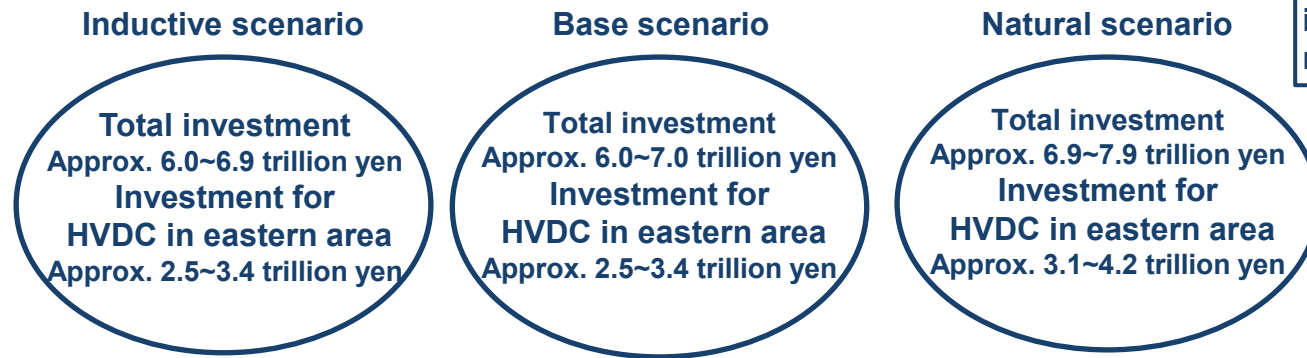 Inductive scenario
Total investment
Approx. 6.0~6.9 trillion yen
Investment for
HVDC in eastern area
Approx. 2.5~3.4 trillion yen
Base scenario
Total investment
Approx. 6.0~7.0 trillion yen
Investment for
HVDC in eastern area
Approx. 2.5~3.4 trillion yen
Natural scenario
Total investment
Approx. 6.9~7.9 trillion yen
Investment for
HVDC in eastern area
Approx. 3.1~4.2 trillion yen